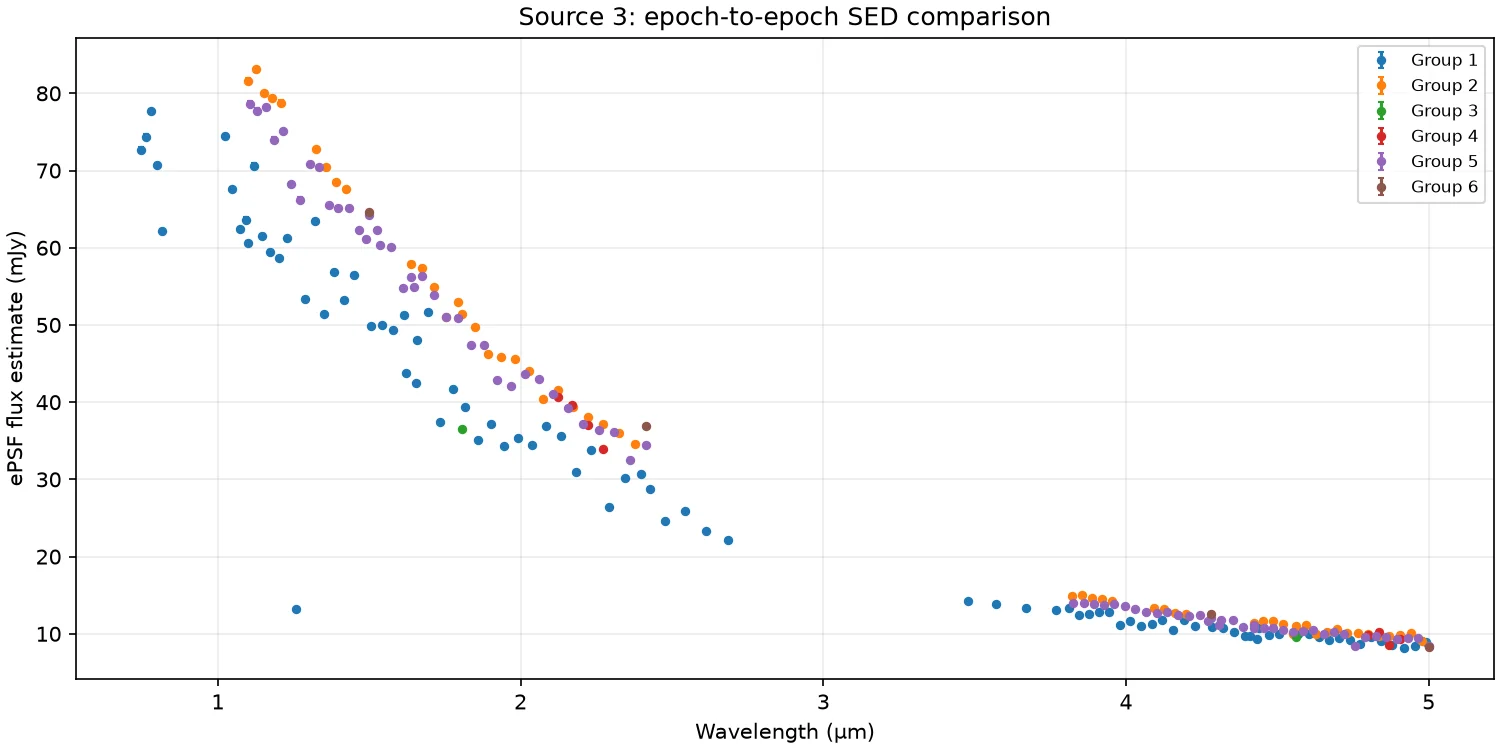 Source 3: epoch-to-epoch SED comparison
ePSF flux estimate (mJy)
80
70
60
50
40
30
20
10
Group 1
Group 2
Group 3
Group 4
Group 5
Group 6
1 2 3 4 5
Wavelength (μm)